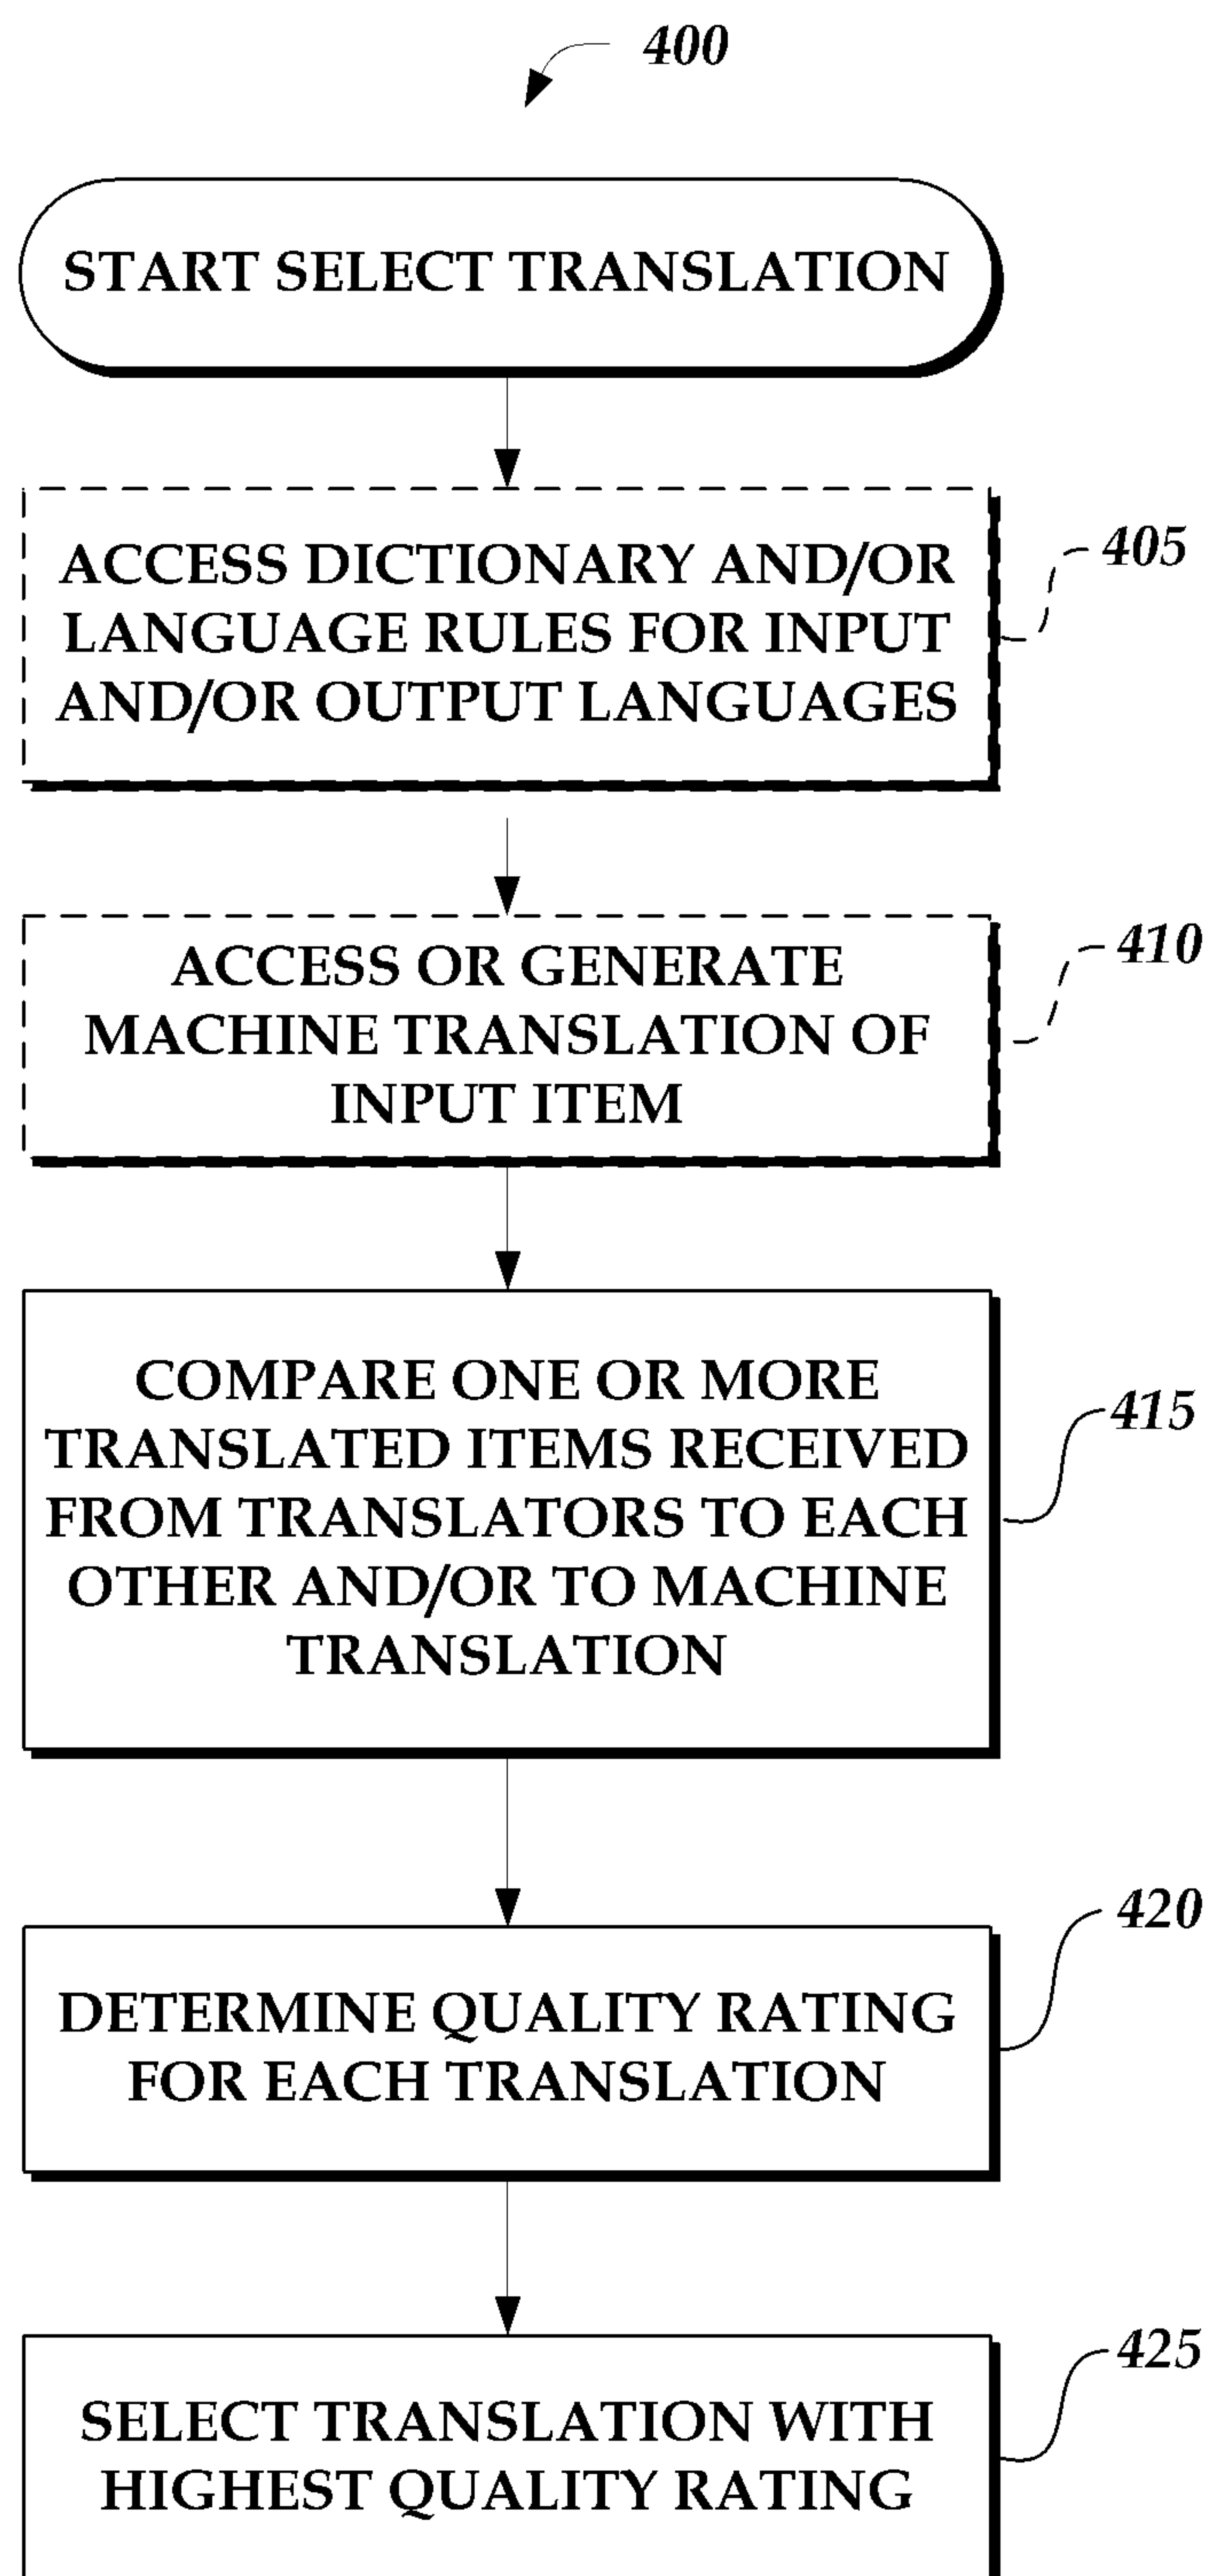 400
START SELECT TRANSLATION
ACCESS DICTIONARY AND/OR
LANGUAGE RULES FOR INPUT
AND/OR OUTPUT LANGUAGES
405
ACCESS OR GENERATE
MACHINE TRANSLATION OF
INPUT ITEM
410
COMPARE ONE OR MORE
TRANSLATED ITEMS RECEIVED
FROM TRANSLATORS TO EACH
OTHER AND/OR TO MACHINE
TRANSLATION
415
DETERMINE QUALITY RATING
FOR EACH TRANSLATION
420
SELECT TRANSLATION WITH
HIGHEST QUALITY RATING
425